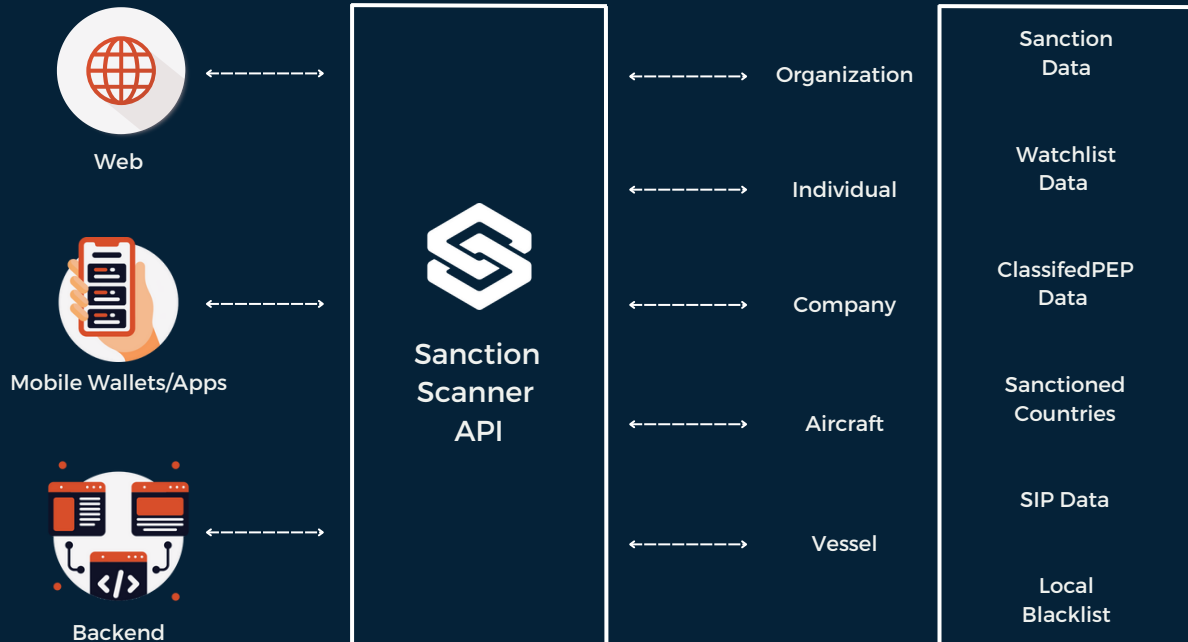 Web
Mobile Wallets/Apps
Backend
Sanction
Scanner
API
Organization
Individual
Company
Aircraft
Vessel
Sanction
Data
Watchlist
Data
ClassifedPEP
Data
Sanctioned
Countries
SIP Data
Local
Blacklist